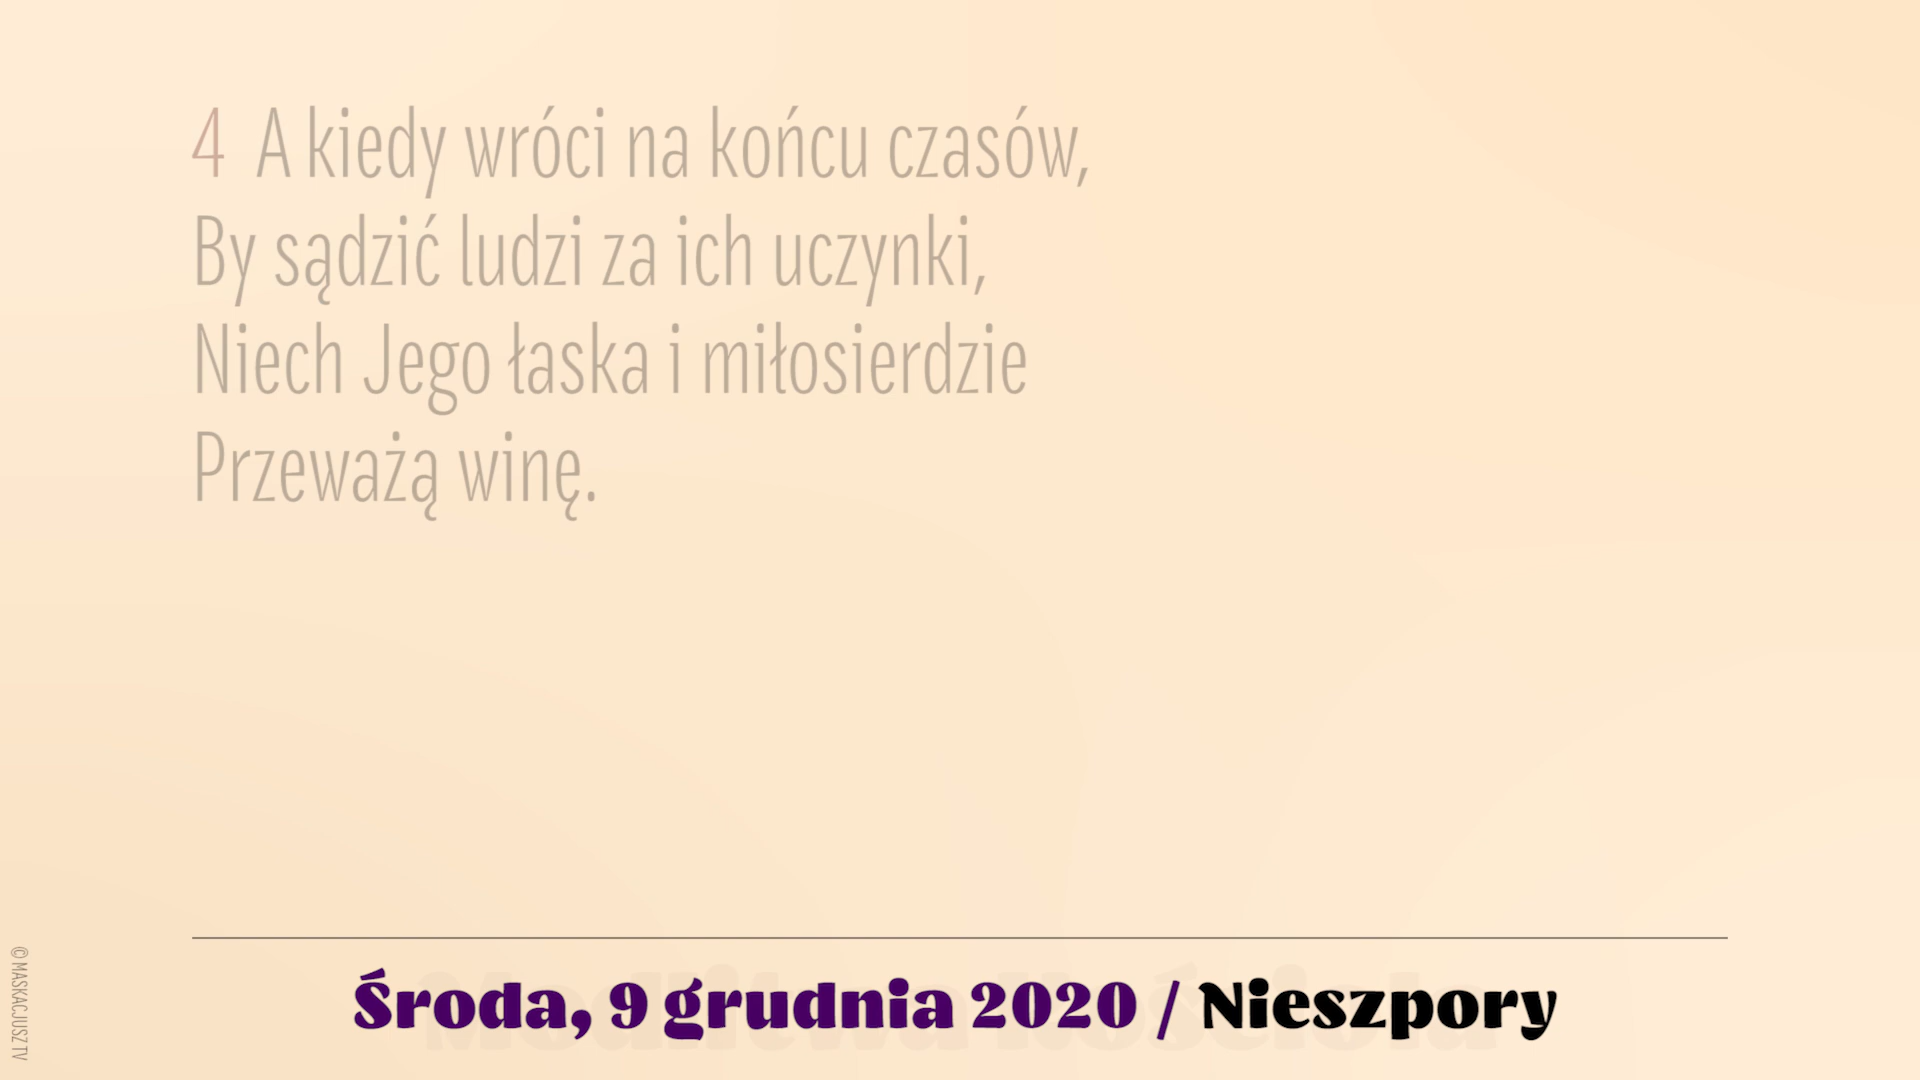 4 A kiedy wróci na końcu czasów,
By sądzić ludzi za ich uczynki,
Niech Jego łaska i miłosierdzie
Przeważą winę.
Środa, 9 grudnia 2020 / Nieszpory
© MASKACJUSZ TV